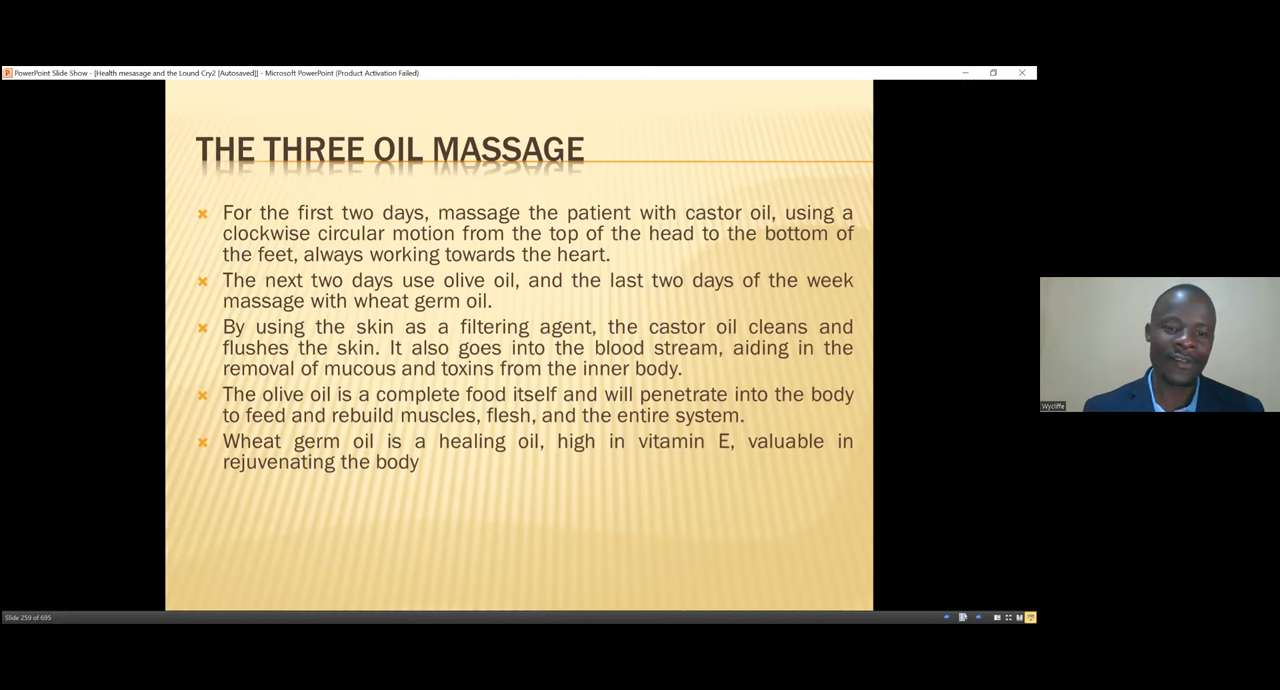 PowerPoint Slide Show - [Health mesasage and the Lound Cry2 [Autosaved]] - Microsoft PowerPoint (Product Activation Failed)
THE THREE OIL MASSAGE
For the first two days, massage the patient with castor oil, using a
clockwise circular motion from the top of the head to the bottom of
the feet, always working towards the heart.
The next two days use olive oil, and the last two days of the week
massage with wheat germ oil.
By using the skin as a filtering agent, the castor oil cleans and
flushes the skin. It also goes into the blood stream, aiding in the
removal of mucous and toxins from the inner body.
The olive oil is a complete food itself and will penetrate into the body
to feed and rebuild muscles, flesh, and the entire system.
Wheat germ oil is a healing oil, high in vitamin E, valuable in
rejuvenating the body
Wycliffe
Slide 259 of 695